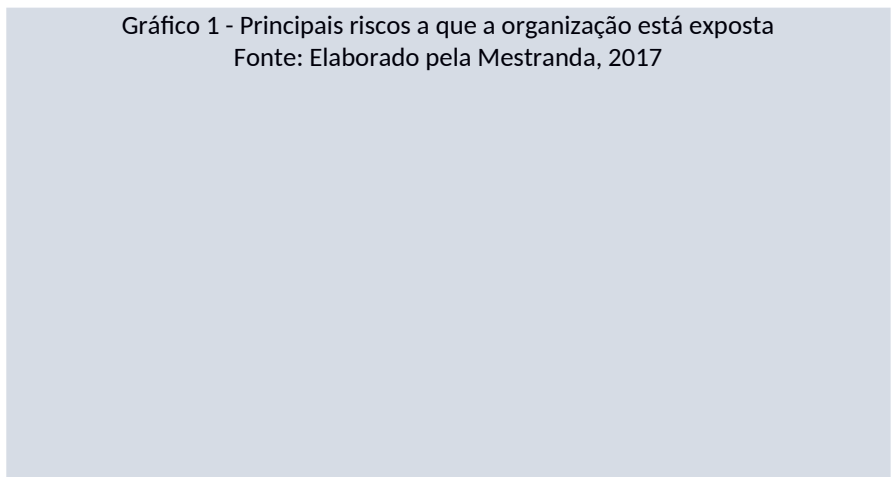 Gráfico 1 - Principais riscos a que a organização está exposta
Fonte: Elaborado pela Mestranda, 2017